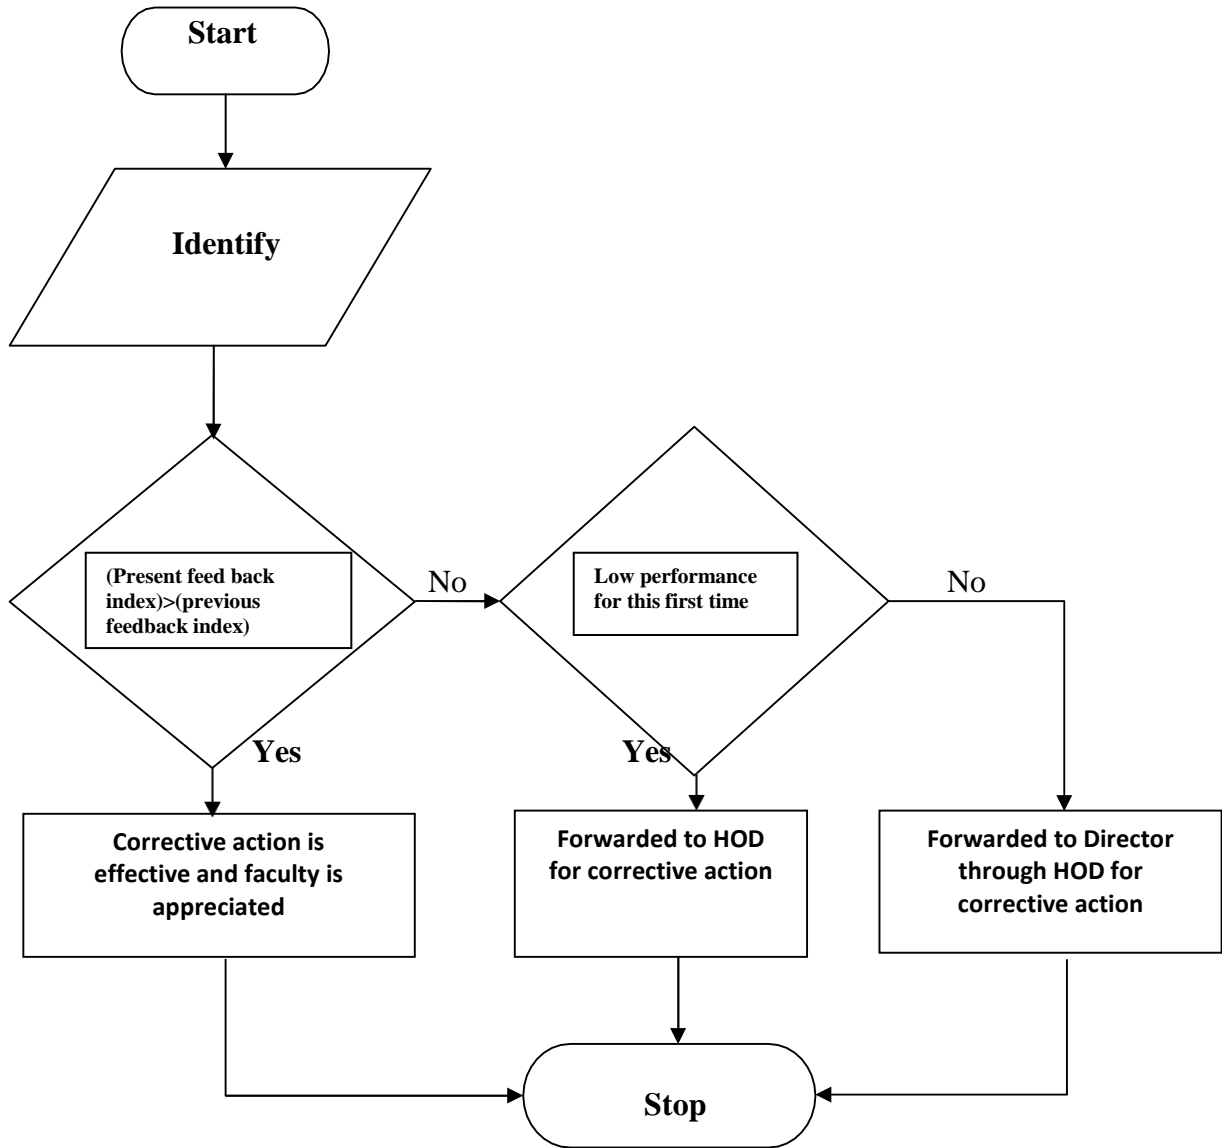 Start
Identify
(Present feed back
index)>(previous
feedback index)
No
Low performance
for this first time
No
Yes
Yes
Corrective action is
effective and faculty is
appreciated
Forwarded to HOD
for corrective action
Forwarded to Director
through HOD for
corrective action
Stop